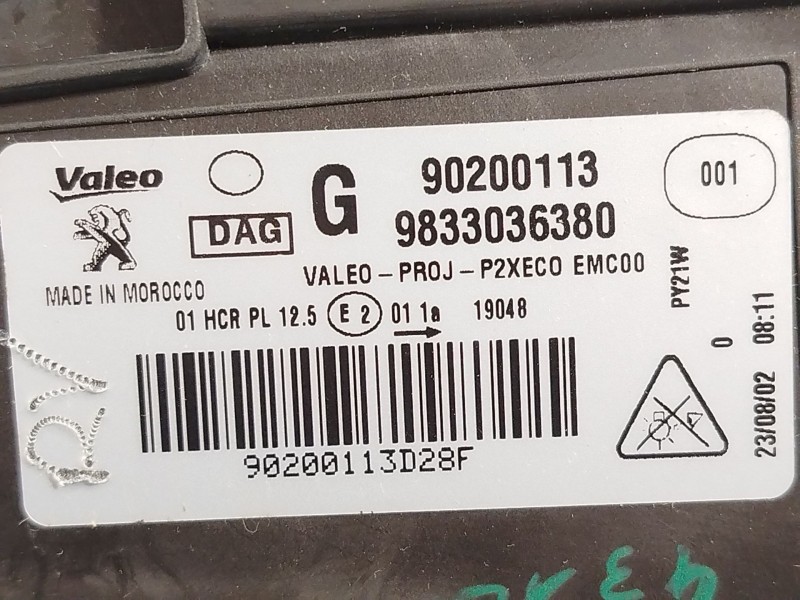 Valeo
G
90200113
001
DAG
9833036380
VALEO-PROJ-P2XECO EMC00
MADE IN MOROCCO
01 HCR PL 12.5 E 2 01 1a 19048
PY21W
0
23/08/02 08:11
90200113D28F